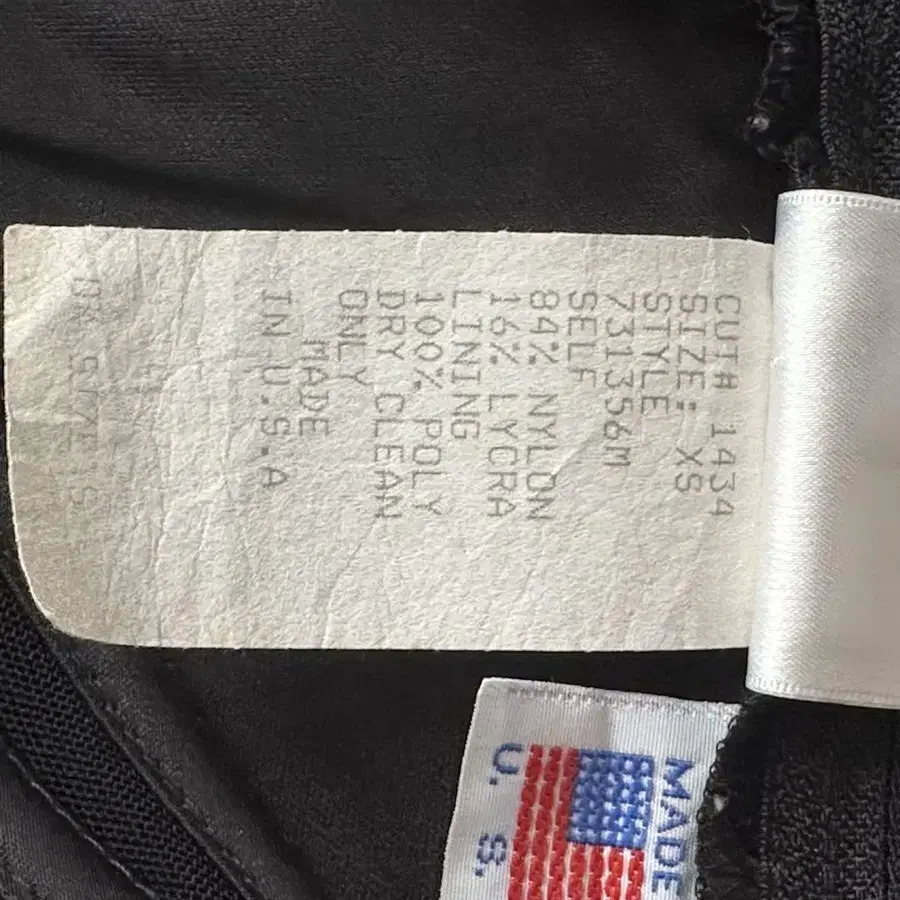 CUT# 1434
SIZE: XS
STYLE
731356M
SELF
84% NYLON
16% LYCRA
LINING
100% POLY
DRY CLEAN
ONLY
MADE
IN U.S.A
MADE
U. S.